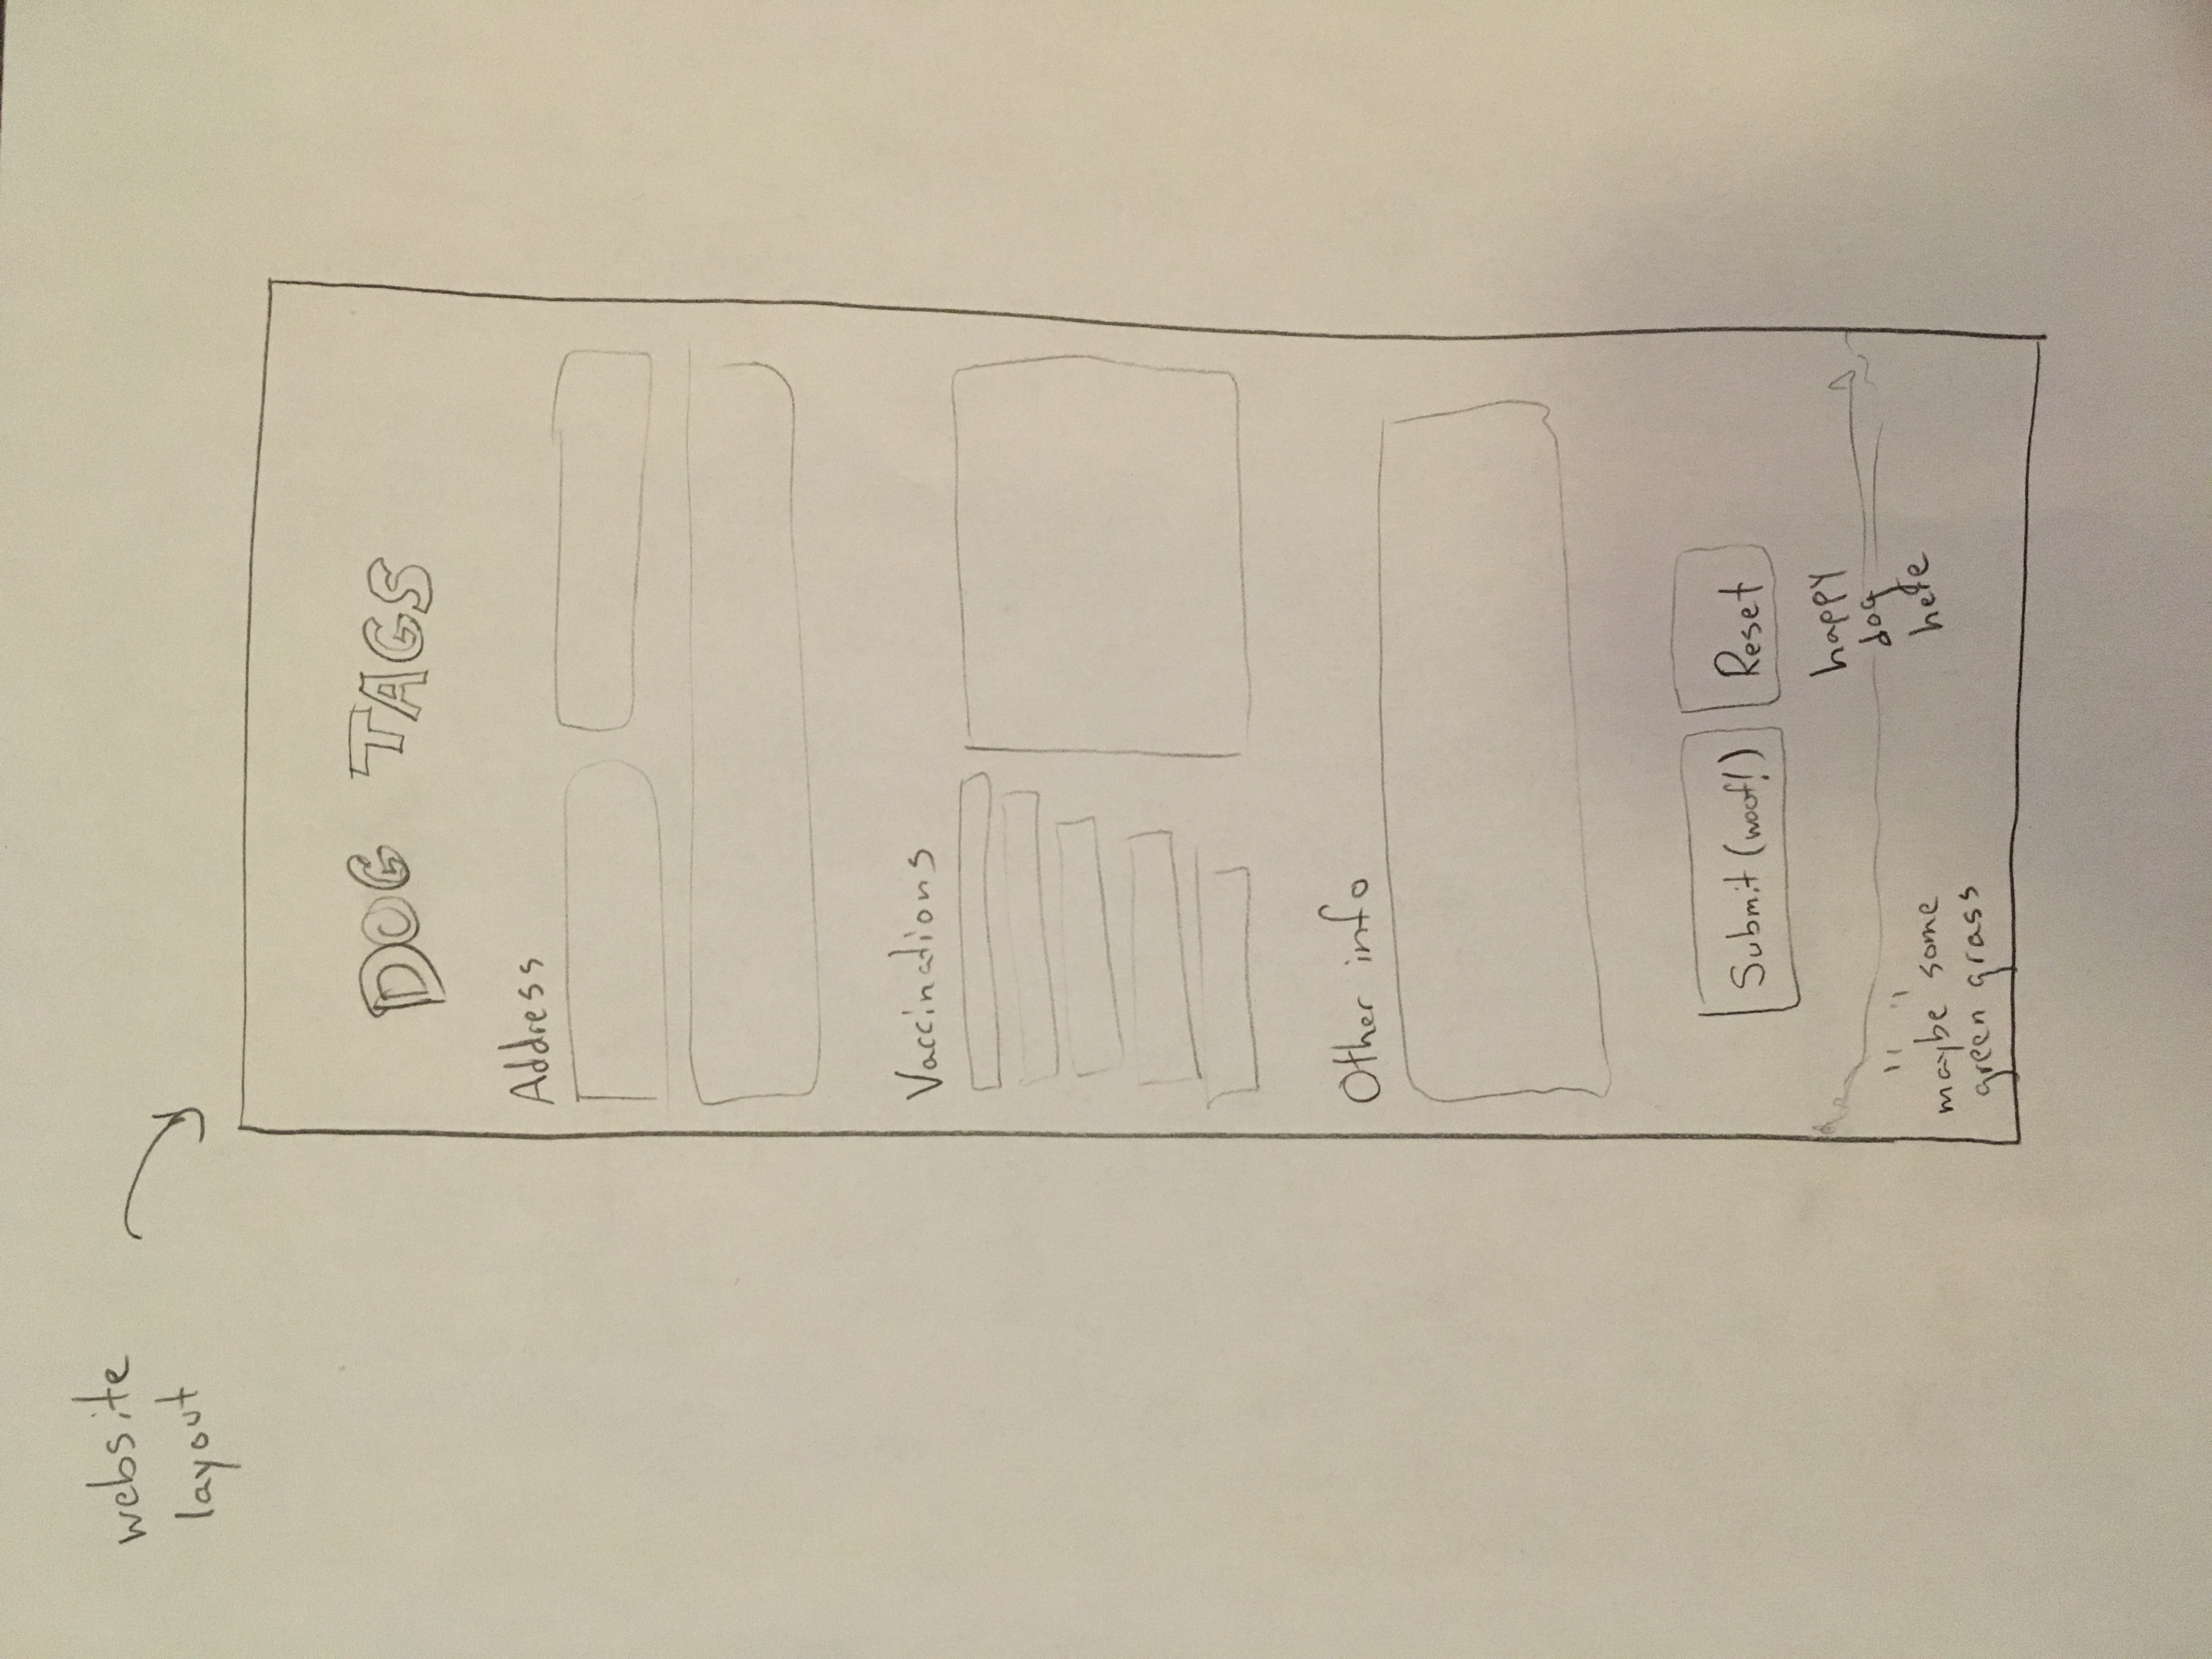 website
layout
DOG TAGS
Address
Vaccinations
Other info
Submit (woof!)
Reset
happy
dog
here
maybe some
green grass